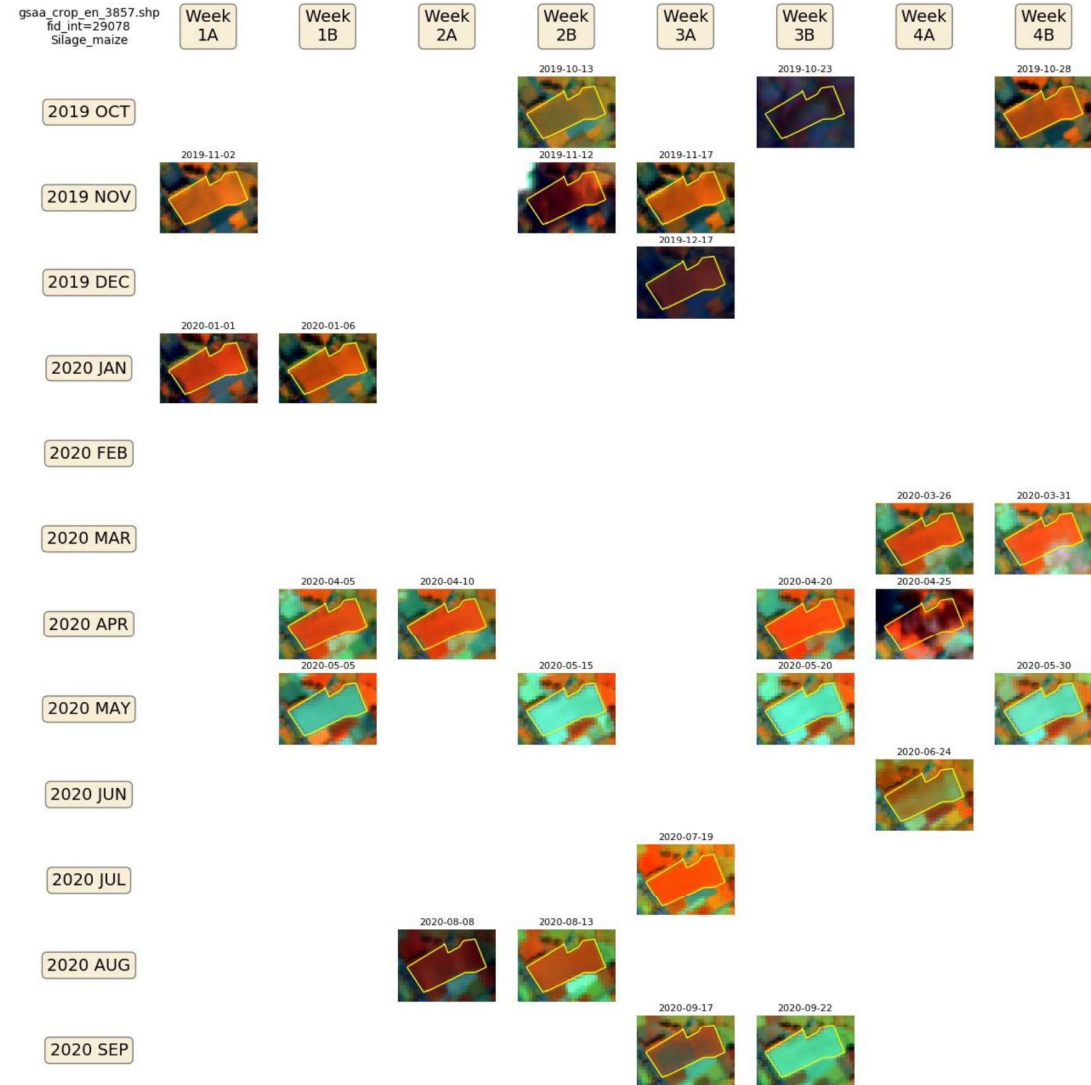 gsaa_crop_en_3857.shp
fid_int=29078
Silage_maize
Week 1A
Week 1B
Week 2A
Week 2B
Week 3A
Week 3B
Week 4A
Week 4B
2019-10-13
2019-10-23
2019-10-28
2019 OCT
2019-11-02
2019-11-12
2019-11-17
2019 NOV
2019-12-17
2019 DEC
2020-01-01
2020-01-06
2020 JAN
2020 FEB
2020-03-26
2020-03-31
2020 MAR
2020-04-05
2020-04-10
2020-04-20
2020-04-25
2020 APR
2020-05-05
2020-05-15
2020-05-20
2020-05-30
2020 MAY
2020-06-24
2020 JUN
2020-07-19
2020 JUL
2020-08-08
2020-08-13
2020 AUG
2020-09-17
2020-09-22
2020 SEP